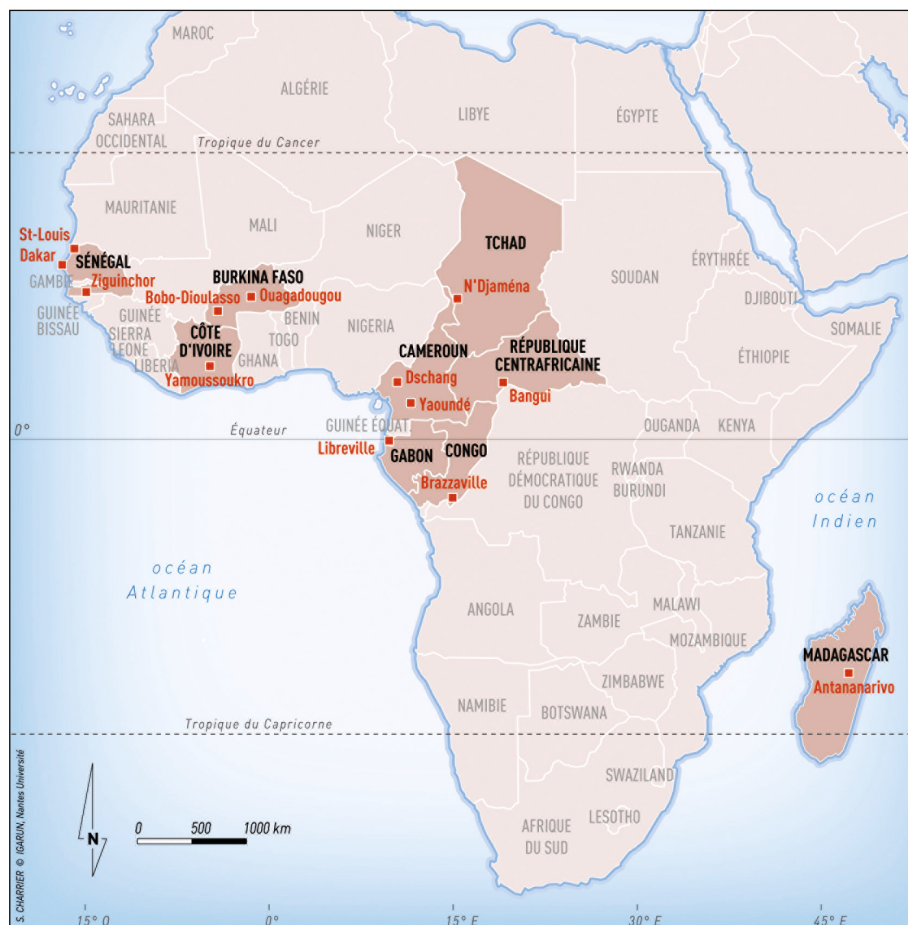 MAROC
ALGÉRIE
LIBYE
ÉGYPTE
SAHARA
OCCIDENTAL
Tropique du Cancer
MAURITANIE
MALI
NIGER
TCHAD
SOUDAN
ÉRYTHRÉE
St-Louis
Dakar
SÉNÉGAL
GAMBIE
Ziguinchor
BURKINA FASO
Bobo-Dioulasso
Ouagadougou
N'Djaména
DJIBOUTI
SOMALIE
GUINÉE
BISSAU
GUINÉE
SIERRA
LEONE
LIBERIA
CÔTE
D'IVOIRE
Yamoussoukro
GHANA
TOGO
BENIN
NIGERIA
CAMEROUN
RÉPUBLIQUE
CENTRAFRICAINE
ÉTHIOPIE
Dschang
Yaoundé
Bangui
0°
Équateur
GUINÉE ÉQUAT.
Libreville
GABON
CONGO
Brazzaville
RÉPUBLIQUE
DÉMOCRATIQUE
DU CONGO
OUGANDA
KENYA
RWANDA
BURUNDI
TANZANIE
océan
Indien
océan
Atlantique
ANGOLA
ZAMBIE
MALAWI
MOZAMBIQUE
MADAGASCAR
Antananarivo
ZIMBABWE
NAMIBIE
BOTSWANA
Tropique du Capricorne
SWAZILAND
LESOTHO
AFRIQUE
DU SUD
N
0 500 1000 km
S. CHARRIER © IGARUN, Nantes Université
15° O 0° 15° E 30° E 45° E